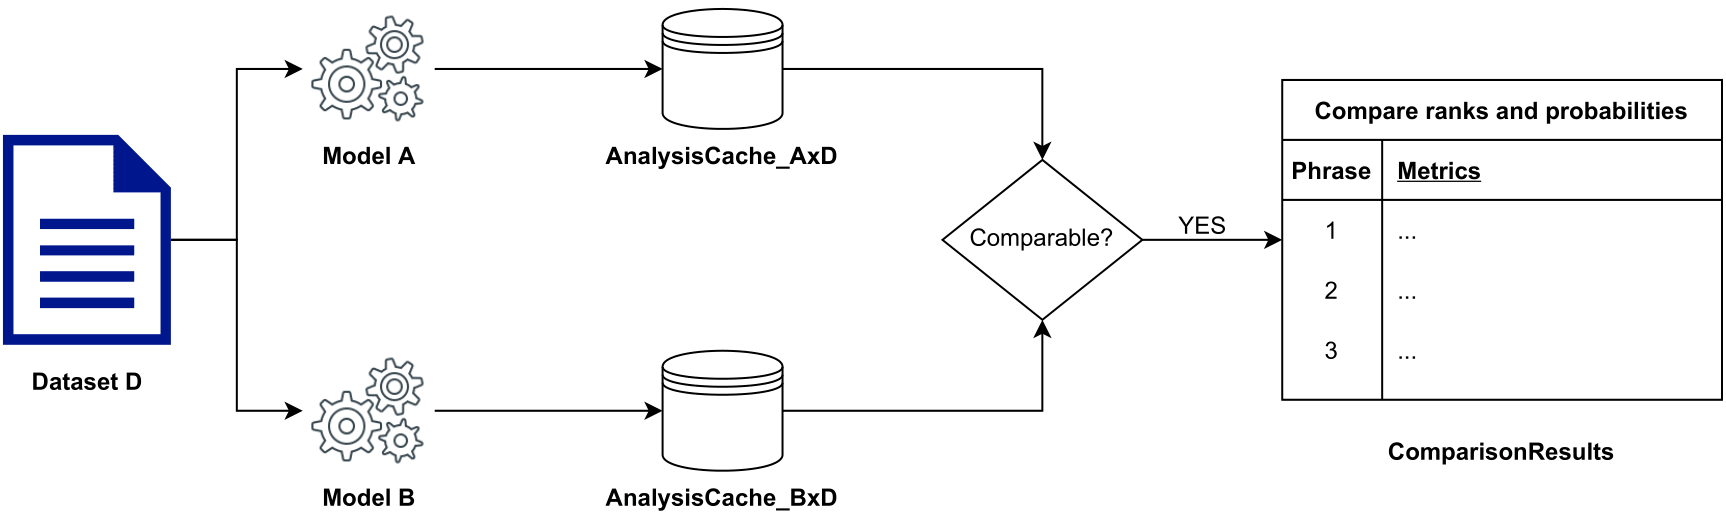 Dataset D
Model A
AnalysisCache_AxD
Model B
AnalysisCache_BxD
Comparable?
YES
Compare ranks and probabilities
Phrase Metrics
1 ...
2 ...
3 ...
ComparisonResults